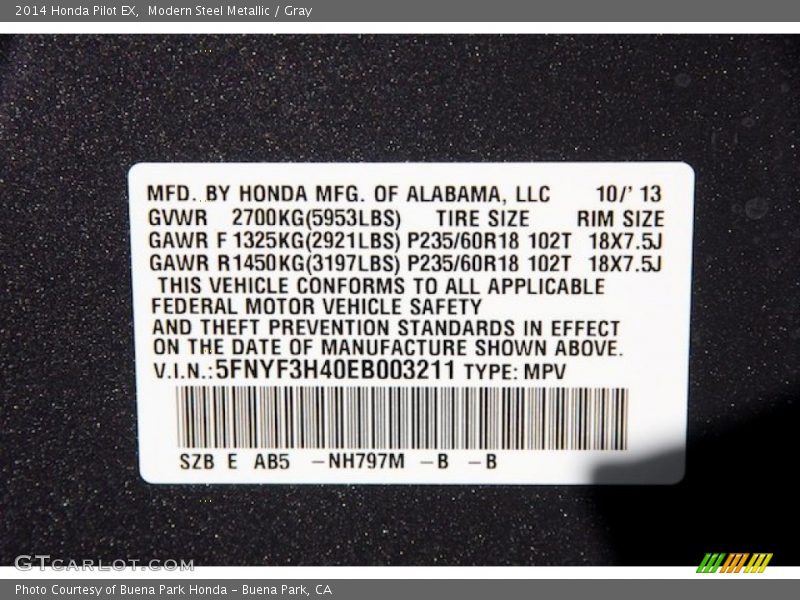 2014 Honda Pilot EX,  Modern Steel Metallic / Gray
MFD. BY HONDA MFG. OF ALABAMA, LLC 10/' 13
GVWR 2700KG(5953LBS) TIRE SIZE RIM SIZE
GAWR F 1325KG(2921LBS) P235/60R18 102T 18X7.5J
GAWR R1450KG(3197LBS) P235/60R18 102T 18X7.5J
THIS VEHICLE CONFORMS TO ALL APPLICABLE
FEDERAL MOTOR VEHICLE SAFETY
AND THEFT PREVENTION STANDARDS IN EFFECT
ON THE DATE OF MANUFACTURE SHOWN ABOVE.
V.I.N.:5FNYF3H40EB003211 TYPE: MPV
SZB E AB5 –NH797M –B –B
GTCARLOT.COM
Photo Courtesy of Buena Park Honda – Buena Park, CA